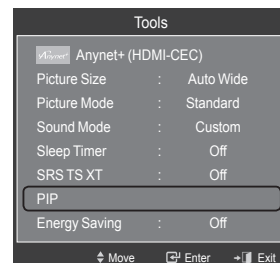 Tools
Anynet+ (HDMI-CEC)
Picture Size : Auto Wide
Picture Mode : Standard
Sound Mode : Custom
Sleep Timer : Off
SRS TS XT : Off
PIP
Energy Saving : Off
Move Enter Exit